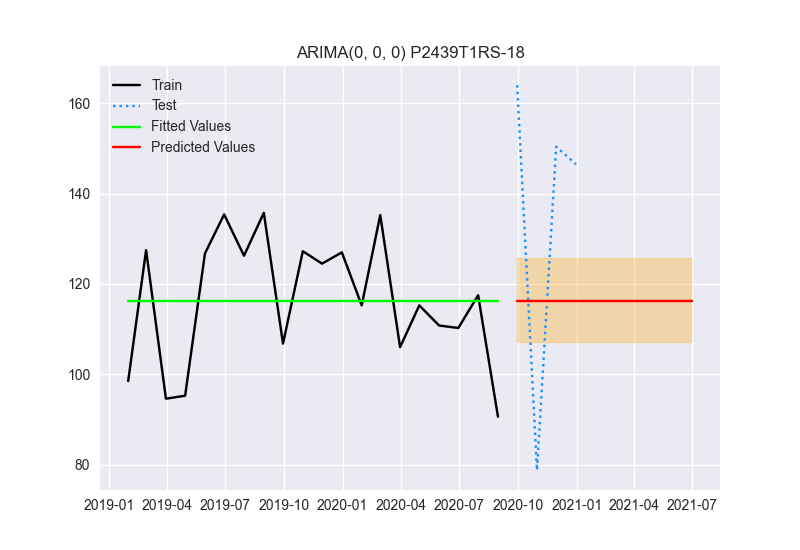 ARIMA(0, 0, 0) P2439T1RS-18
Train
Test
Fitted Values
Predicted Values
160
140
120
100
80
2019-01 2019-04 2019-07 2019-10 2020-01 2020-04 2020-07 2020-10 2021-01 2021-04 2021-07